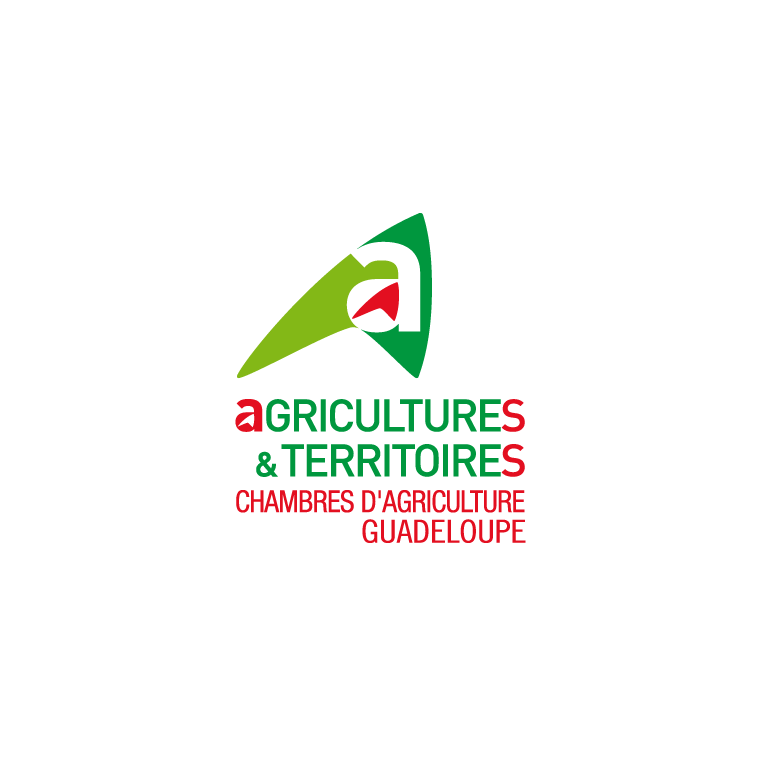 a
aGRICULTURES
& TERRITOIRES
CHAMBRES D'AGRICULTURE
GUADELOUPE